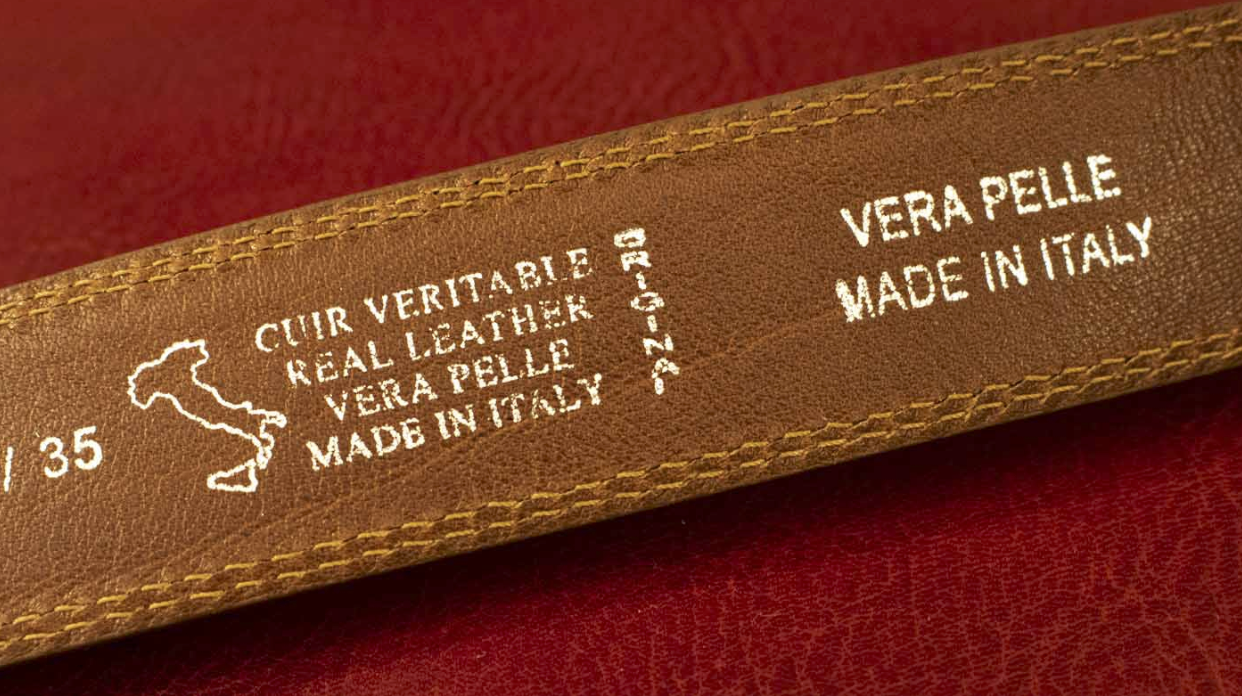 / 35
CUIR VERITABLE
REAL LEATHER
VERA PELLE
MADE IN ITALY
ORIGINAL
VERA PELLE
MADE IN ITALY